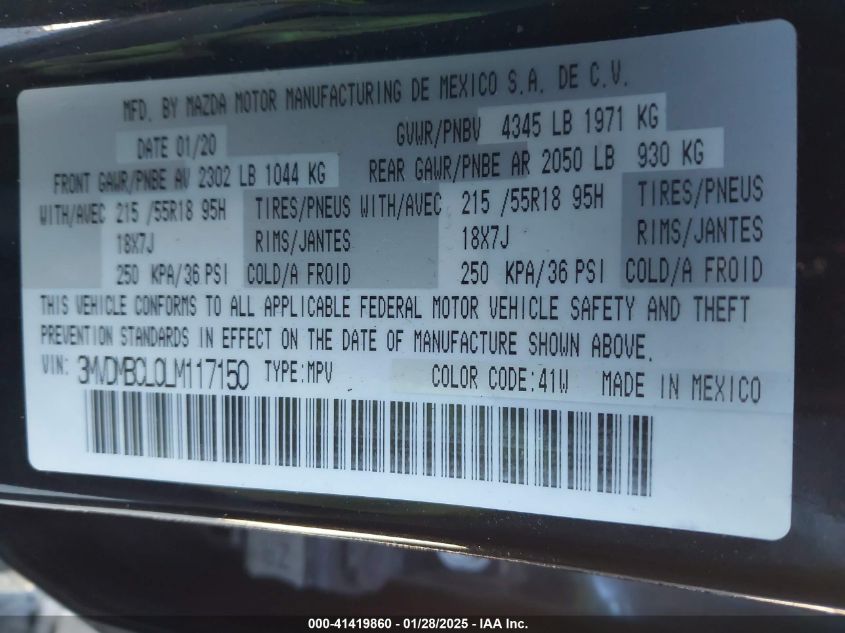 MFD. BY MAZDA MOTOR MANUFACTURING DE MEXICO S.A. DE C.V.
DATE 01/20 GVWR/PNBV 4345 LB 1971 KG
FRONT GAWR/PNBE AV 2302 LB 1044 KG REAR GAWR/PNBE AR 2050 LB 930 KG
WITH/AVEC 215 /55R18 95H TIRES/PNEUS WITH/AVEC 215 /55R18 95H TIRES/PNEUS
18X7J RIMS/JANTES 18X7J RIMS/JANTES
250 KPA/36 PSI COLD/A FROID 250 KPA/36 PSI COLD/A FROID
THIS VEHICLE CONFORMS TO ALL APPLICABLE FEDERAL MOTOR VEHICLE SAFETY AND THEFT
PREVENTION STANDARDS IN EFFECT ON THE DATE OF MANUFACTURE SHOWN ABOVE.
VIN: 3MVDMBCL0LM117150 TYPE:MPV COLOR CODE:41W MADE IN MEXICO
000-41419860 - 01/28/2025 - IAA Inc.